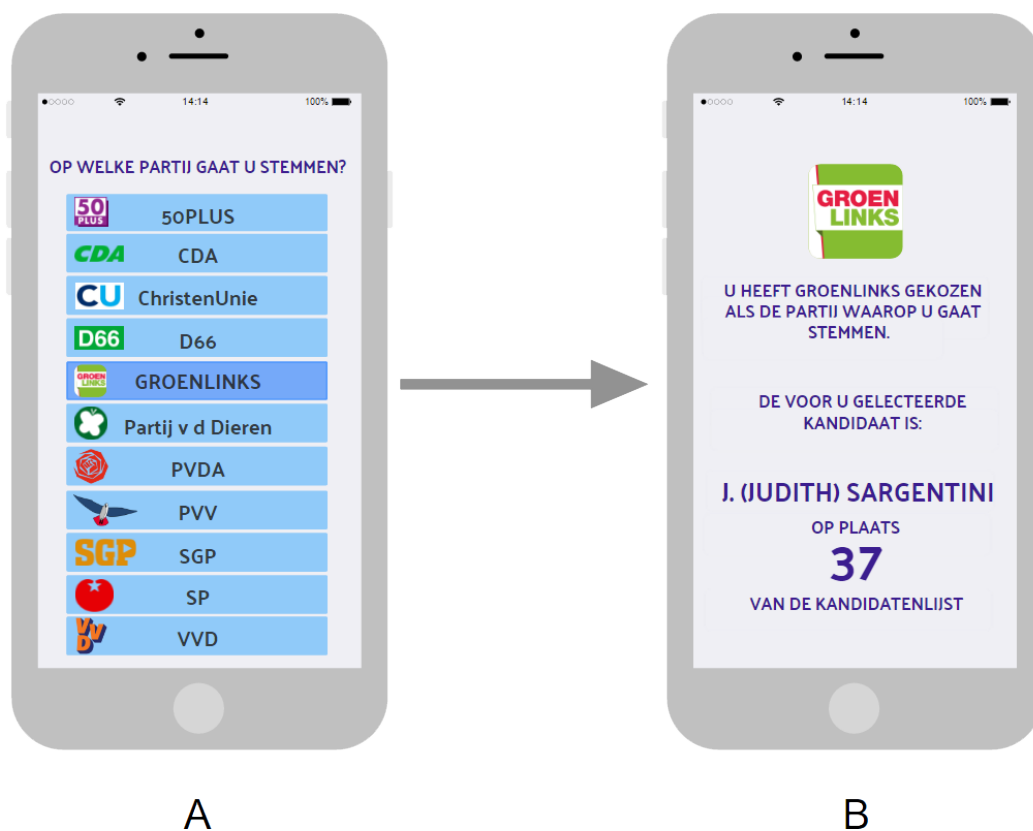 14:14
100%
OP WELKE PARTIJ GAAT U STEMMEN?
50 PLUS
50PLUS
CDA
CDA
CU
ChristenUnie
D66
D66
GROEN LINKS
GROENLINKS
Partij v d Dieren
PVDA
PVV
SGP
SGP
SP
VVD
VVD
A
14:14
100%
GROEN
LINKS
U HEEFT GROENLINKS GEKOZEN
ALS DE PARTIJ WAAROP U GAAT
STEMMEN.
DE VOOR U GELECTEERDE
KANDIDAAT IS:
J. (JUDITH) SARGENTINI
OP PLAATS
37
VAN DE KANDIDATENLIJST
B